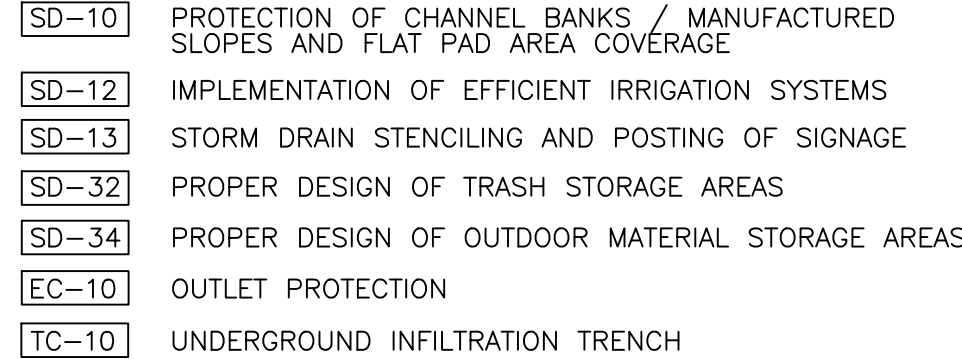 SD-10 PROTECTION OF CHANNEL BANKS / MANUFACTURED
SLOPES AND FLAT PAD AREA COVERAGE
SD-12 IMPLEMENTATION OF EFFICIENT IRRIGATION SYSTEMS
SD-13 STORM DRAIN STENCILING AND POSTING OF SIGNAGE
SD-32 PROPER DESIGN OF TRASH STORAGE AREAS
SD-34 PROPER DESIGN OF OUTDOOR MATERIAL STORAGE AREAS
EC-10 OUTLET PROTECTION
TC-10 UNDERGROUND INFILTRATION TRENCH